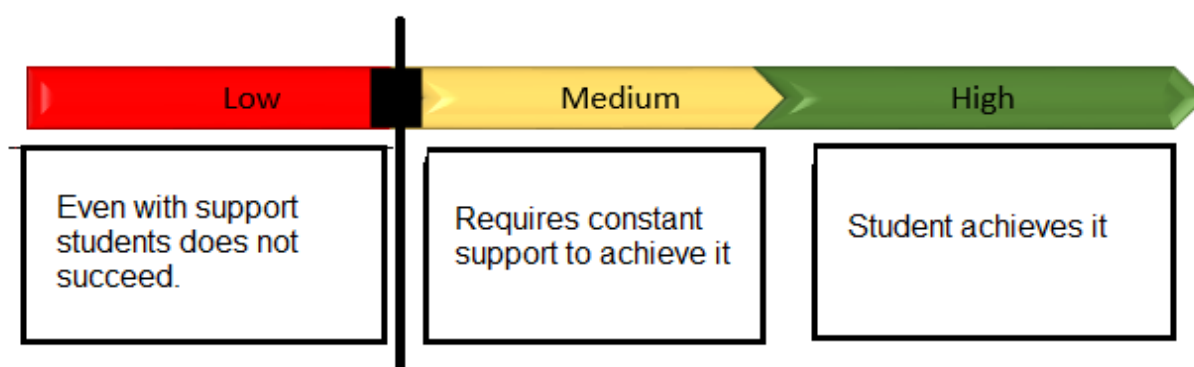 Low
Medium
High
Even with support
students does not
succeed.
Requires constant
support to achieve it
Student achieves it